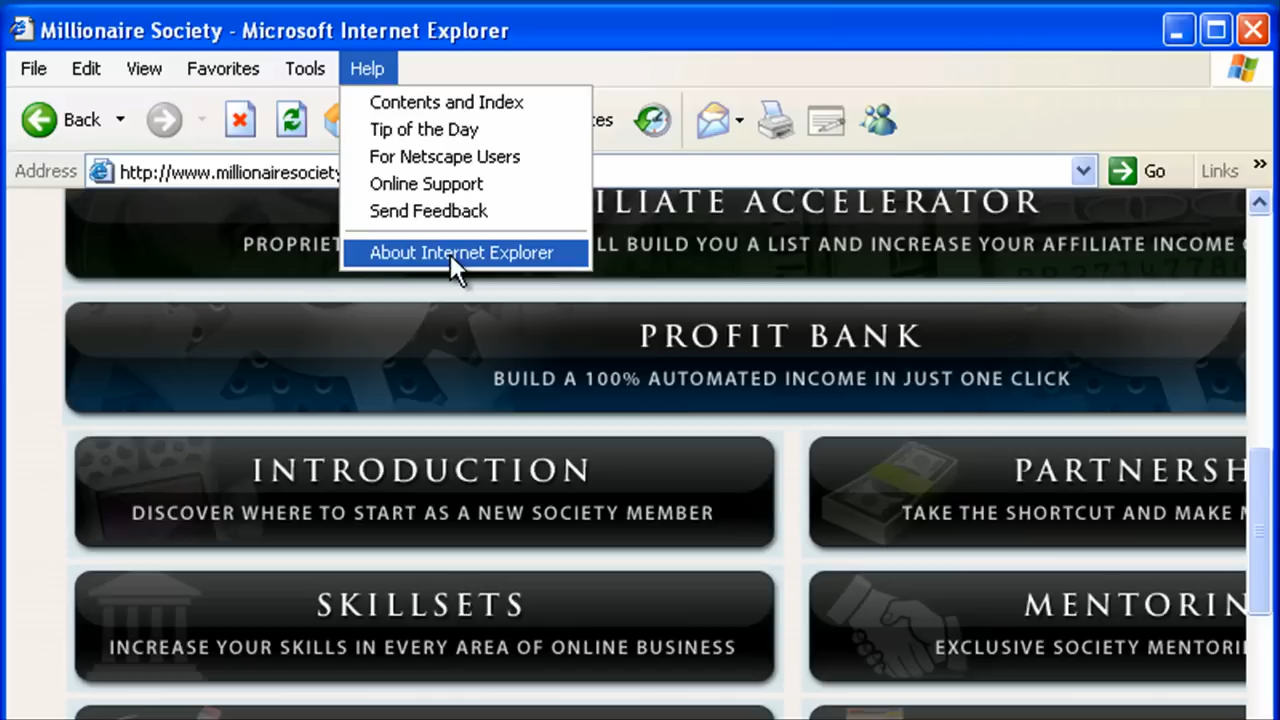 Millionaire Society - Microsoft Internet Explorer
File Edit View Favorites Tools Help
Contents and Index
Tip of the Day
For Netscape Users
Online Support
Send Feedback
About Internet Explorer
Back
Address http://www.millionairesociety
Go Links
ILIATE ACCELERATOR
LL BUILD YOU A LIST AND INCREASE YOUR AFFILIATE INCOME
PROFIT BANK
BUILD A 100% AUTOMATED INCOME IN JUST ONE CLICK
INTRODUCTION
DISCOVER WHERE TO START AS A NEW SOCIETY MEMBER
PARTNERSH
TAKE THE SHORTCUT AND MAKE
SKILLSETS
INCREASE YOUR SKILLS IN EVERY AREA OF ONLINE BUSINESS
MENTORIN
EXCLUSIVE SOCIETY MENTORI